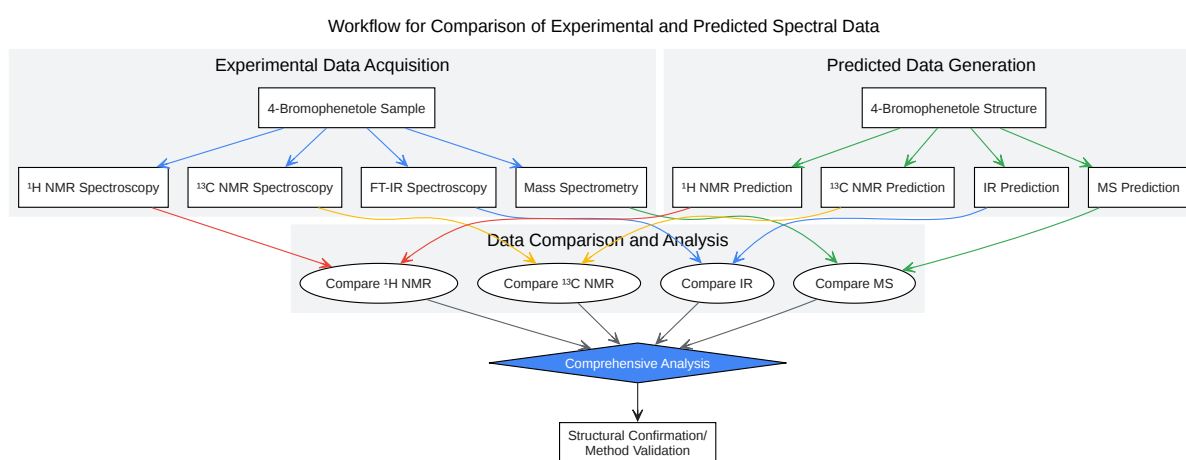 Workflow for Comparison of Experimental and Predicted Spectral Data
Experimental Data Acquisition
Predicted Data Generation
4-Bromophenetole Sample
4-Bromophenetole Structure
¹H NMR Spectroscopy
¹³C NMR Spectroscopy
FT-IR Spectroscopy
Mass Spectrometry
¹H NMR Prediction
¹³C NMR Prediction
IR Prediction
MS Prediction
Data Comparison and Analysis
Compare ¹H NMR
Compare ¹³C NMR
Compare IR
Compare MS
Comprehensive Analysis
Structural Confirmation/
Method Validation